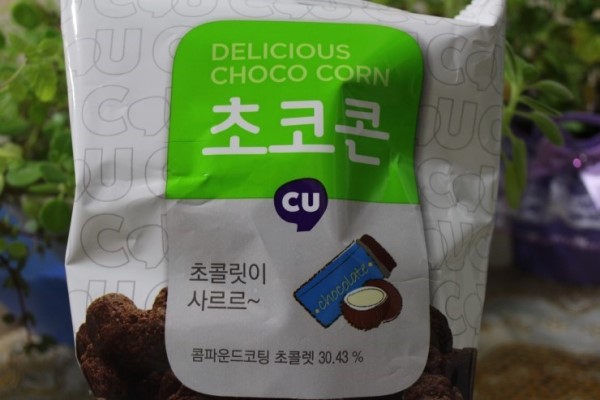 DELICIOUS
CHOCO CORN
초코콘
CU
초콜릿이
사르르~
chocolate
콤파운드코팅 초콜렛 30.43 %